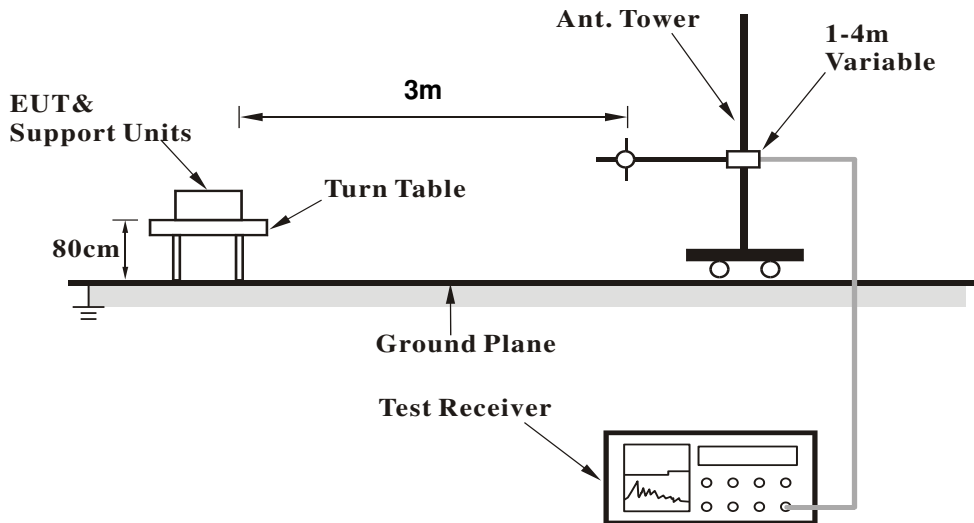 Ant. Tower
1-4m
Variable
3m
EUT&
Support Units
Turn Table
80cm
Ground Plane
Test Receiver